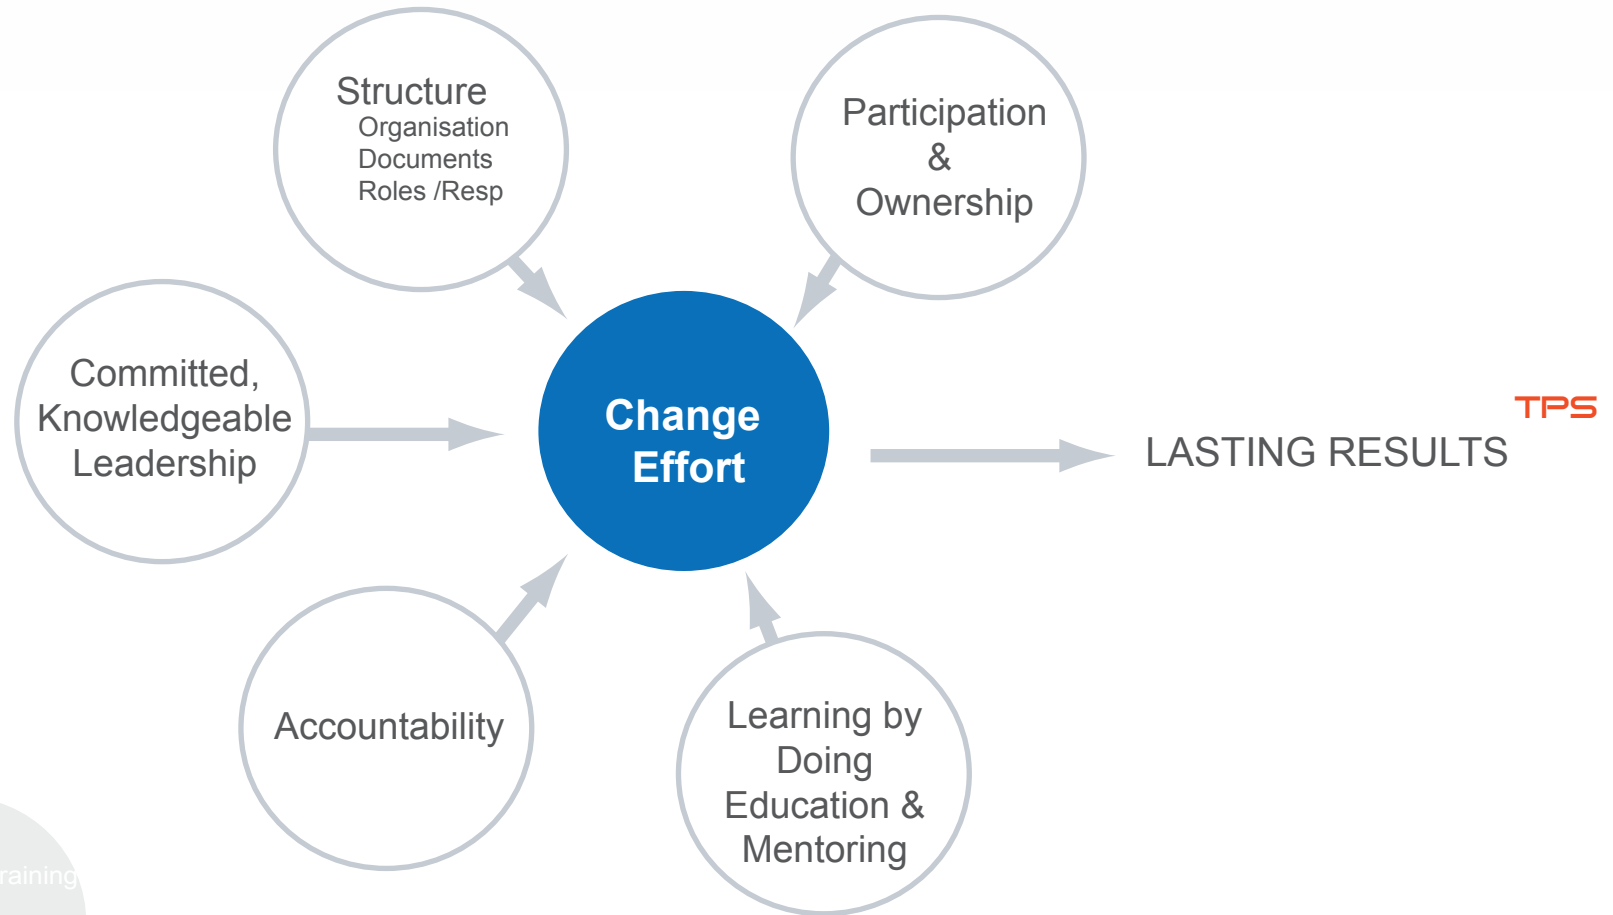 Structure
Organisation
Documents
Roles /Resp
Participation
&
Ownership
Committed,
Knowledgeable
Leadership
Change
Effort
TPS
LASTING RESULTS
Accountability
Learning by
Doing
Education &
Mentoring
raining